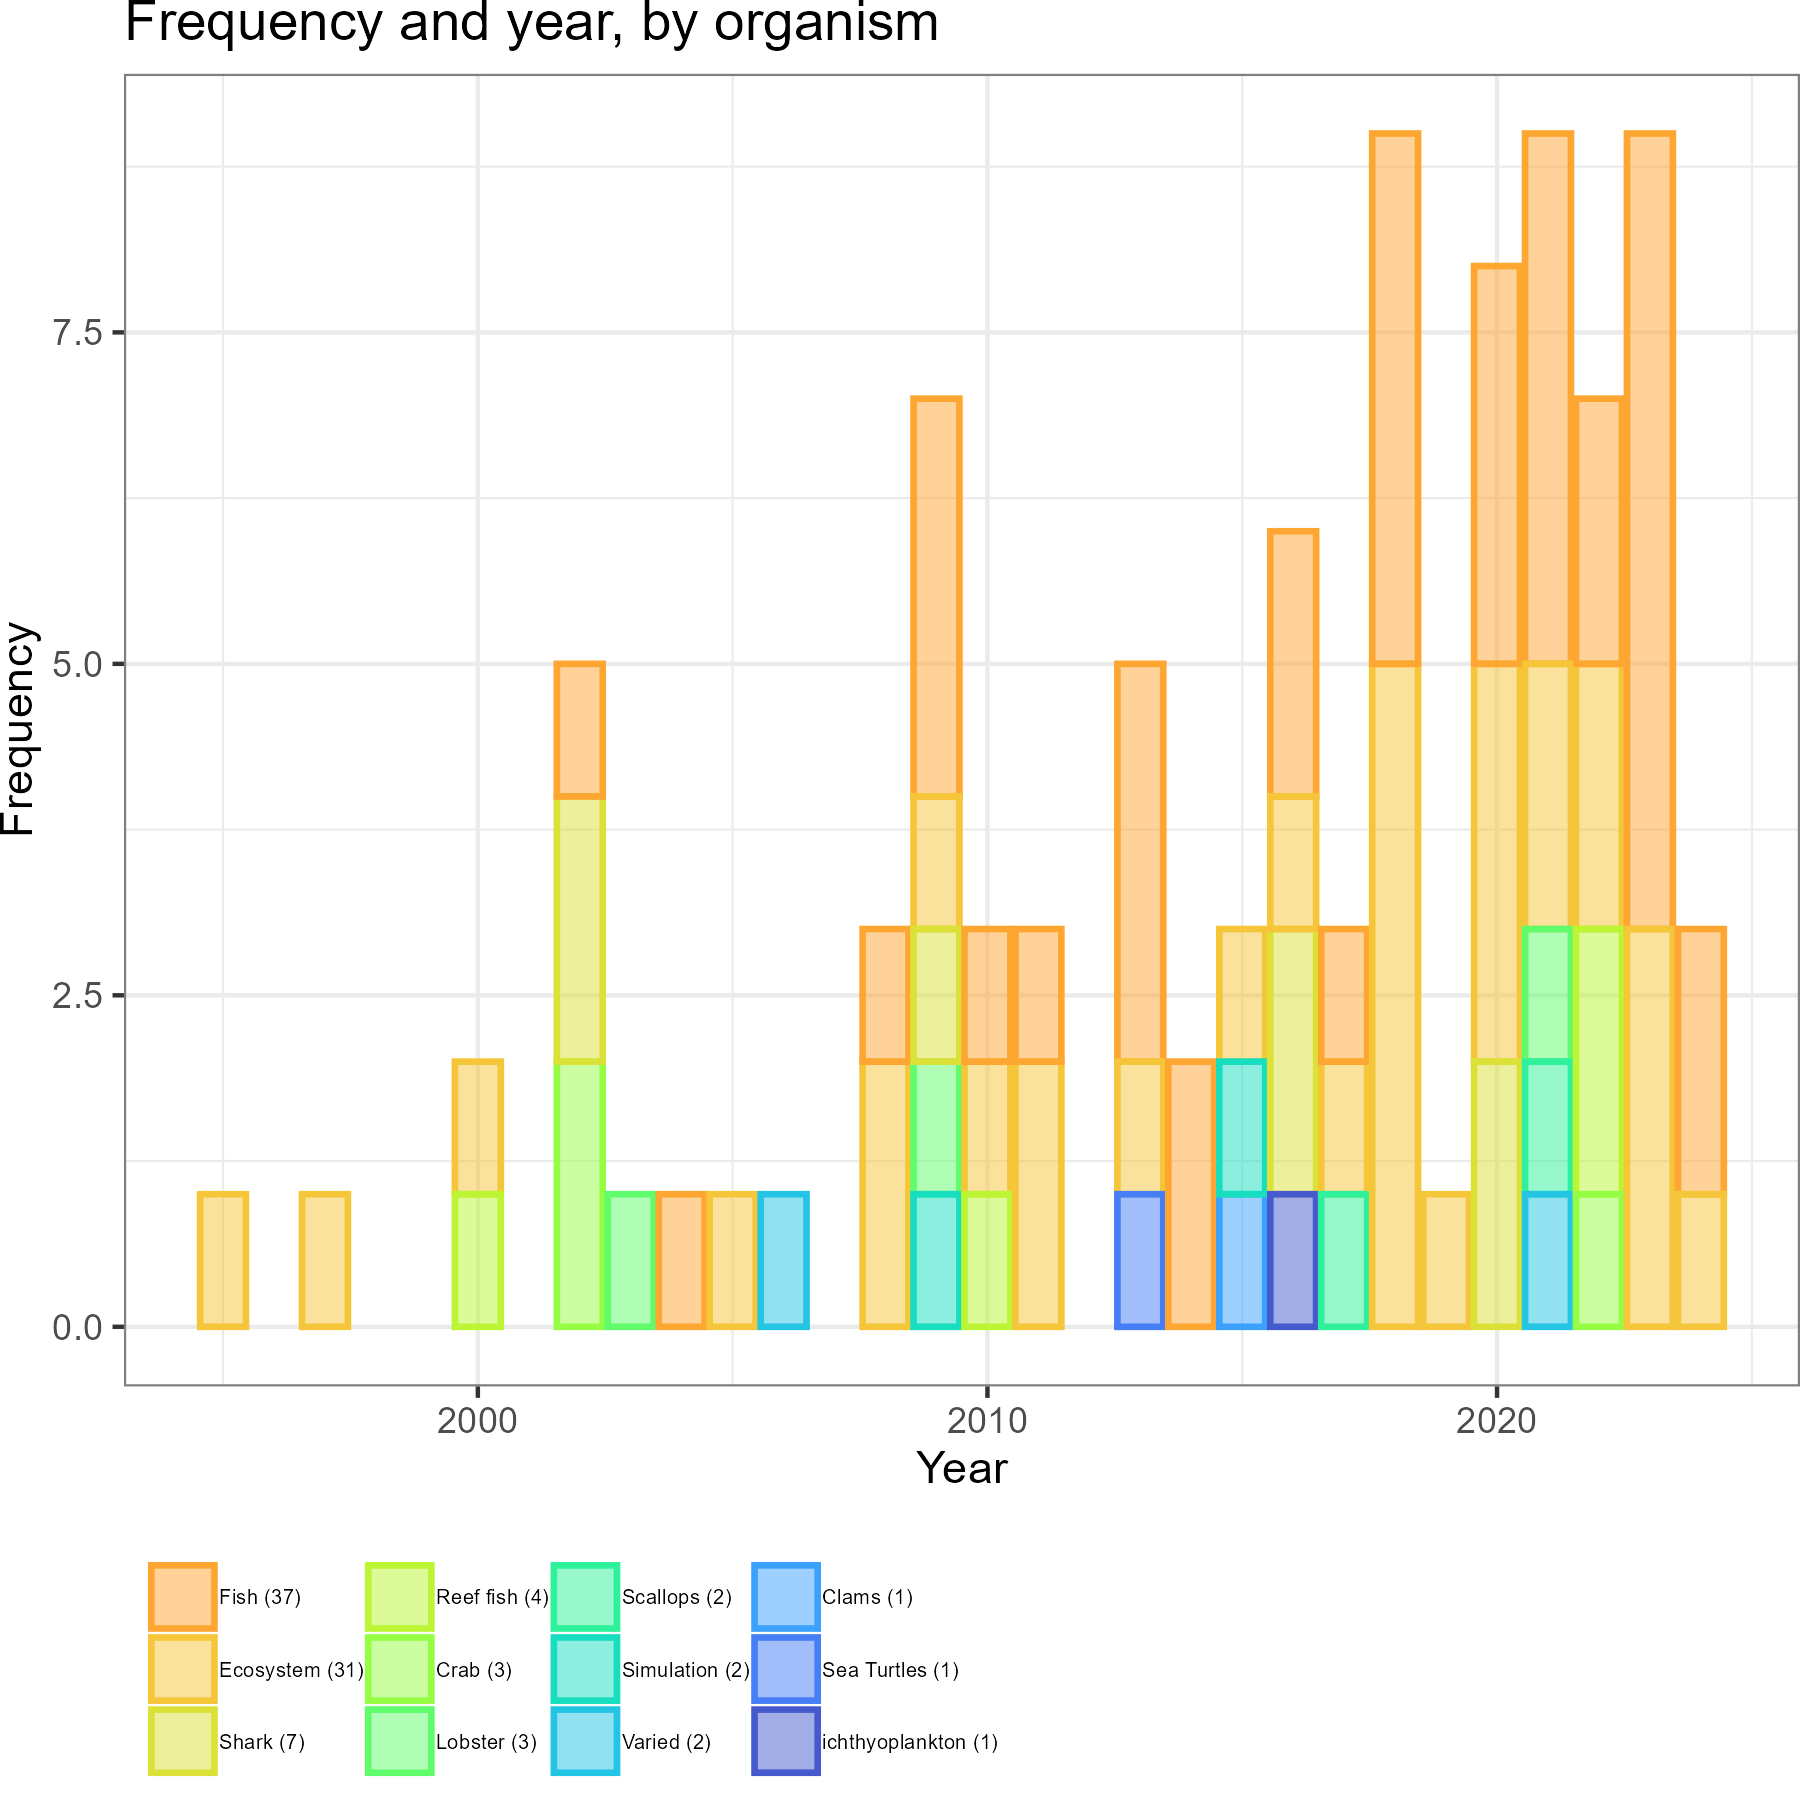 Frequency and year, by organism
Frequency
7.5
5.0
2.5
0.0
2000 2010 2020
Year
Fish (37) Reef fish (4) Scallops (2) Clams (1)
Ecosystem (31) Crab (3) Simulation (2) Sea Turtles (1)
Shark (7) Lobster (3) Varied (2) ichthyoplankton (1)